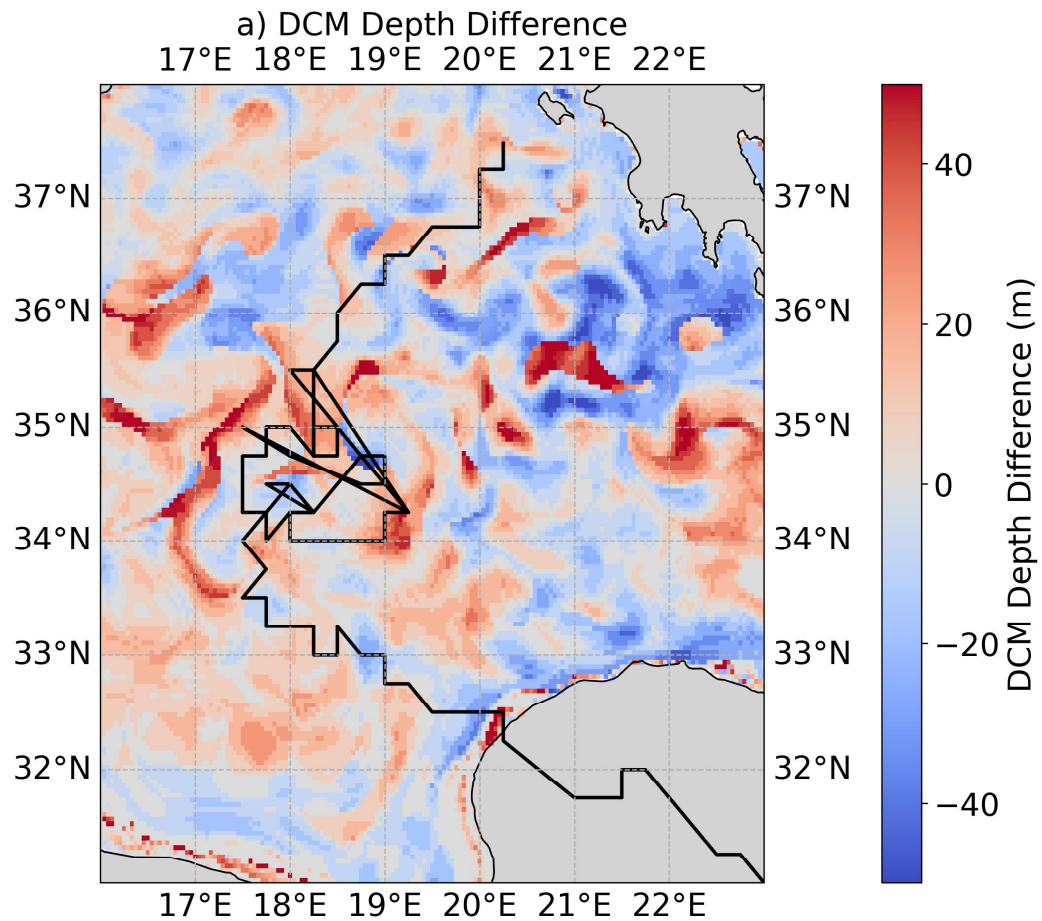 a) DCM Depth Difference
17°E 18°E 19°E 20°E 21°E 22°E
37°N 37°N
36°N 36°N
35°N 35°N
34°N 34°N
33°N 33°N
32°N 32°N
17°E 18°E 19°E 20°E 21°E 22°E
40
20
0
−20
−40
DCM Depth Difference (m)